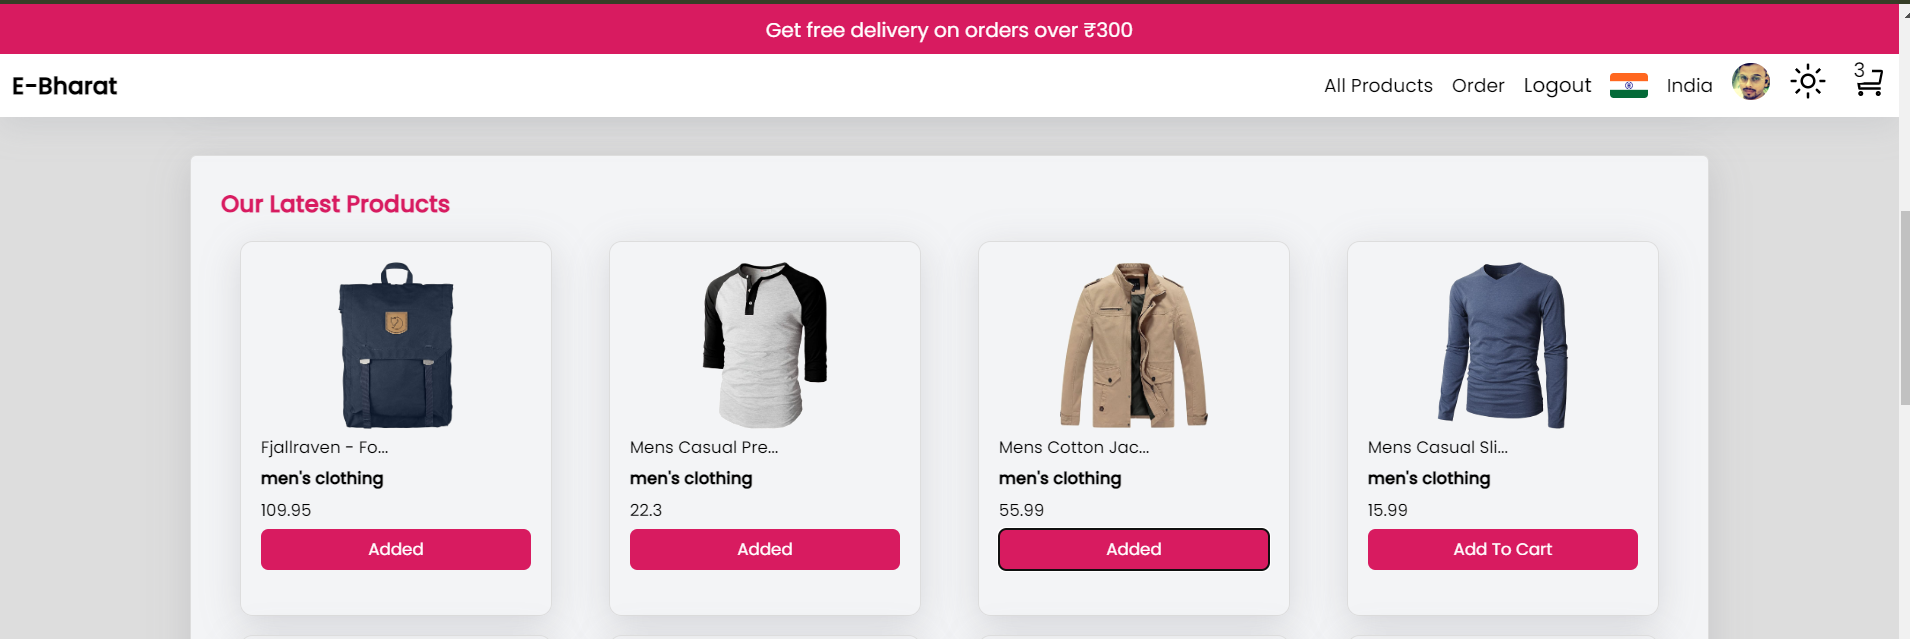 Get free delivery on orders over ₹300
E-Bharat
All Products Order Logout India 3
Our Latest Products
Fjallraven - Fo...
men's clothing
109.95
Added
Mens Casual Pre...
men's clothing
22.3
Added
Mens Cotton Jac...
men's clothing
55.99
Added
Mens Casual Sli...
men's clothing
15.99
Add To Cart